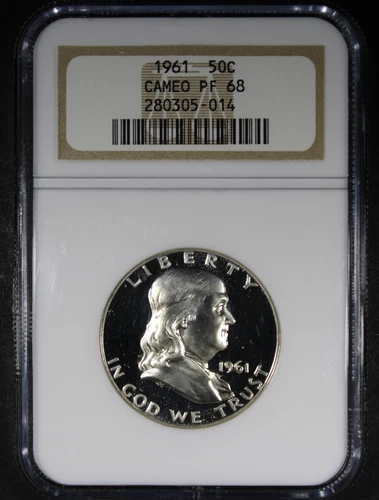 1961 50C
CAMEO PF 68
280305-014
LIBERTY
1961
IN GOD WE TRUST